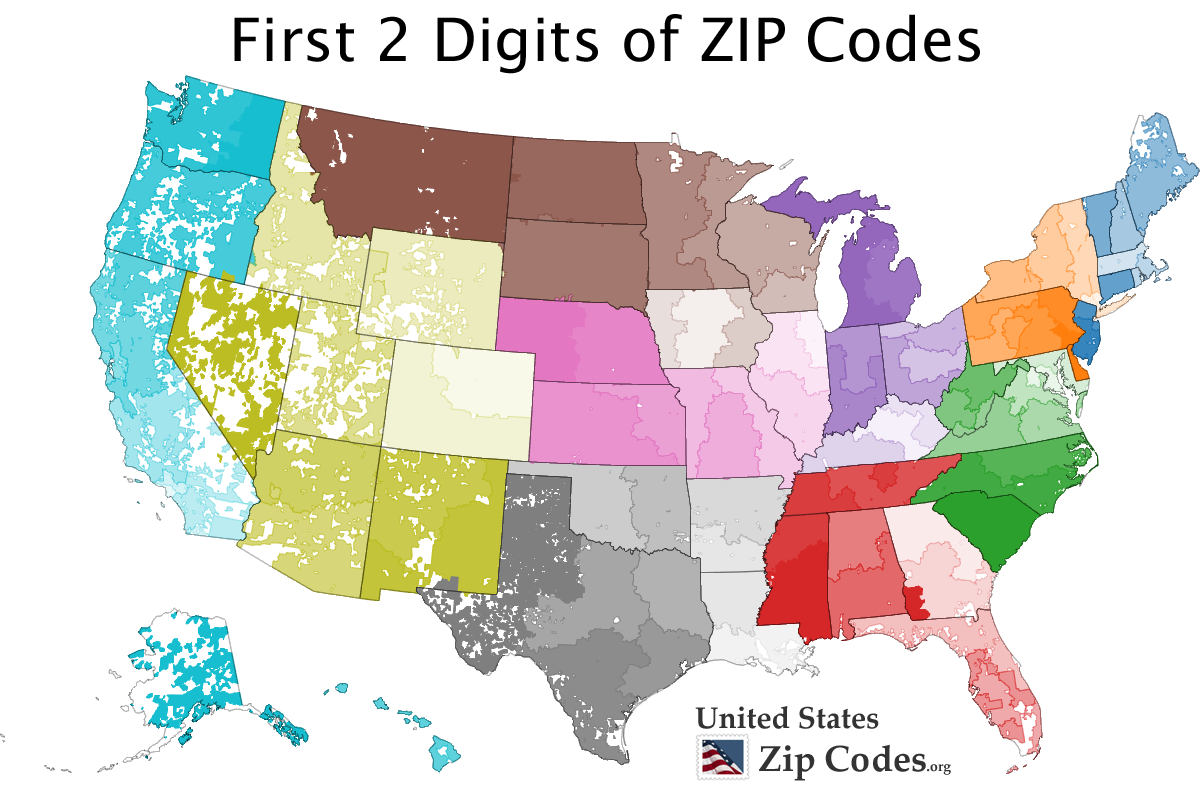 First 2 Digits of ZIP Codes
United States
Zip Codes.org